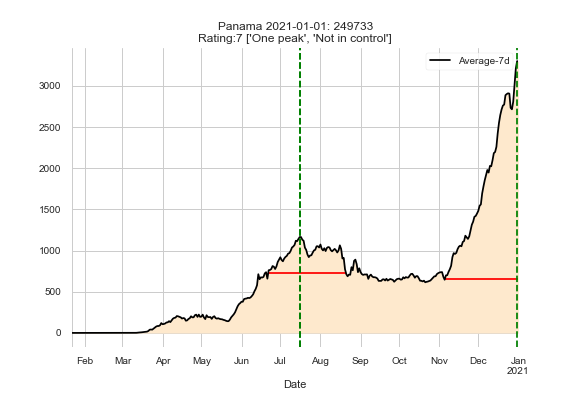 Panama 2021-01-01: 249733
Rating:7 ['One peak', 'Not in control']
Average-7d
3000
2500
2000
1500
1000
500
0
Feb Mar Apr May Jun Jul Aug Sep Oct Nov Dec Jan
2021
Date